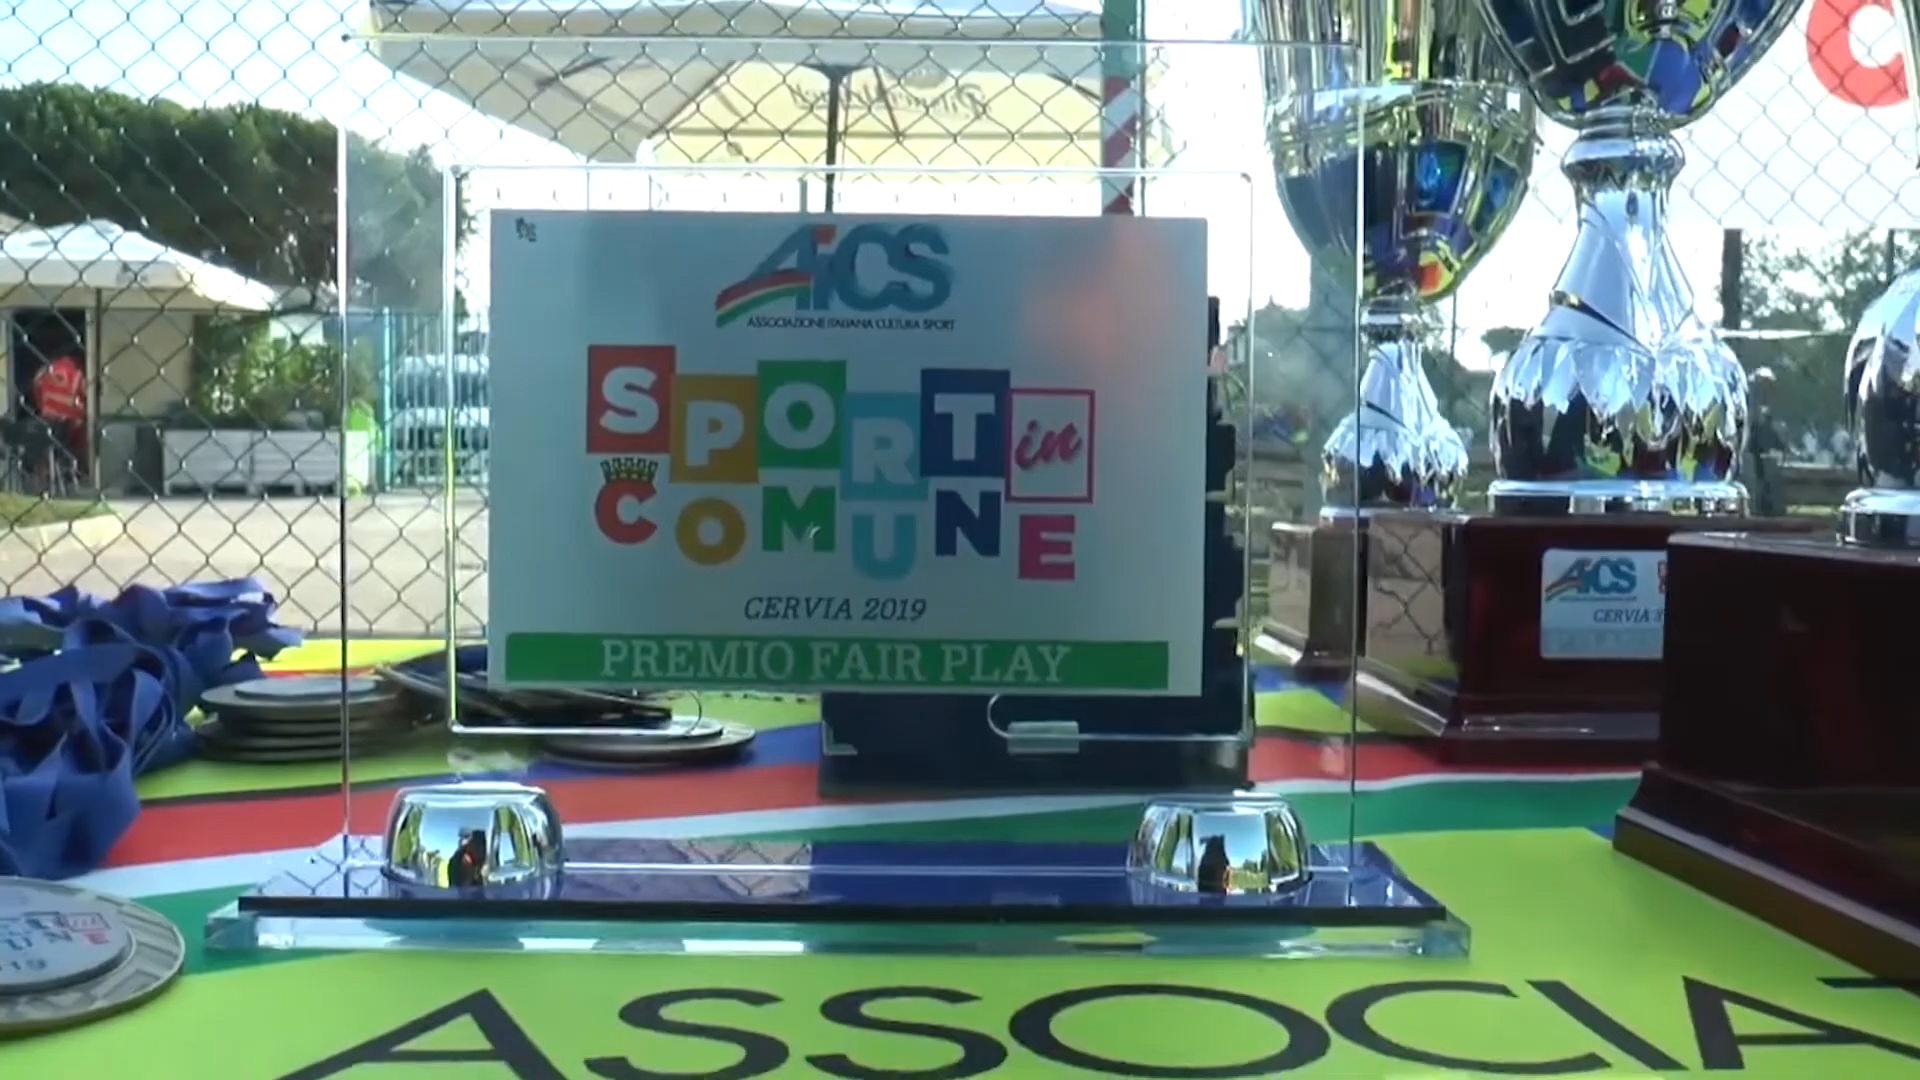 AiCS
ASSOCIAZIONE ITALIANA CULTURA SPORT
SPORT in
COMUNE
CERVIA 2019
PREMIO FAIR PLAY
AiCS
CERVIA
ASSOCIA